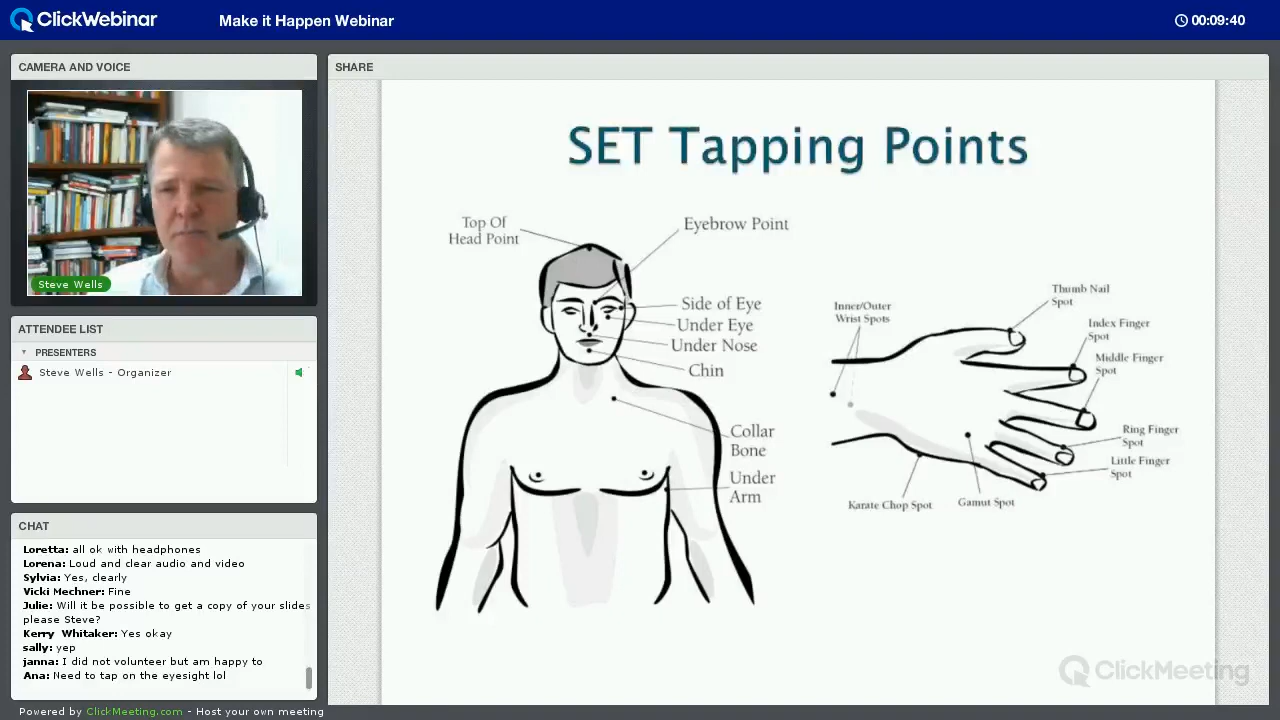 ClickWebinar
Make it Happen Webinar
00:09:40
CAMERA AND VOICE
Steve Wells
ATTENDEE LIST
PRESENTERS
Steve Wells - Organizer
CHAT
Loretta: all ok with headphones
Lorena: Loud and clear audio and video
Sylvia: Yes, clearly
Vicki Mechner: Fine
Julie: Will it be possible to get a copy of your slides
please Steve?
Kerry Whitaker: Yes okay
sally: yep
janna: I did not volunteer but am happy to
Ana: Need to tap on the eyesight lol
SHARE
SET Tapping Points
Top Of
Head Point
Eyebrow Point
Side of Eye
Under Eye
Under Nose
Chin
Collar
Bone
Under
Arm
Inner/Outer
Wrist Spots
Thumb Nail
Spot
Index Finger
Spot
Middle Finger
Spot
Ring Finger
Spot
Little Finger
Spot
Karate Chop Spot
Gamut Spot
ClickMeeting
Powered by ClickMeeting.com - Host your own meeting